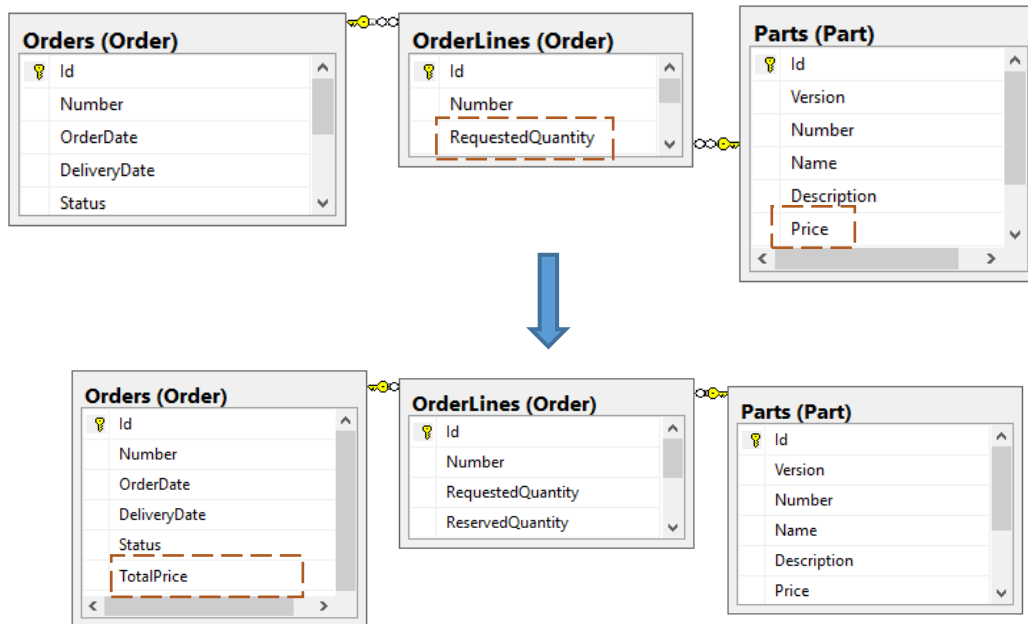 Orders (Order)
Id
Number
OrderDate
DeliveryDate
Status
OrderLines (Order)
Id
Number
RequestedQuantity
Parts (Part)
Id
Version
Number
Name
Description
Price
Orders (Order)
Id
Number
OrderDate
DeliveryDate
Status
TotalPrice
OrderLines (Order)
Id
Number
RequestedQuantity
ReservedQuantity
Parts (Part)
Id
Version
Number
Name
Description
Price